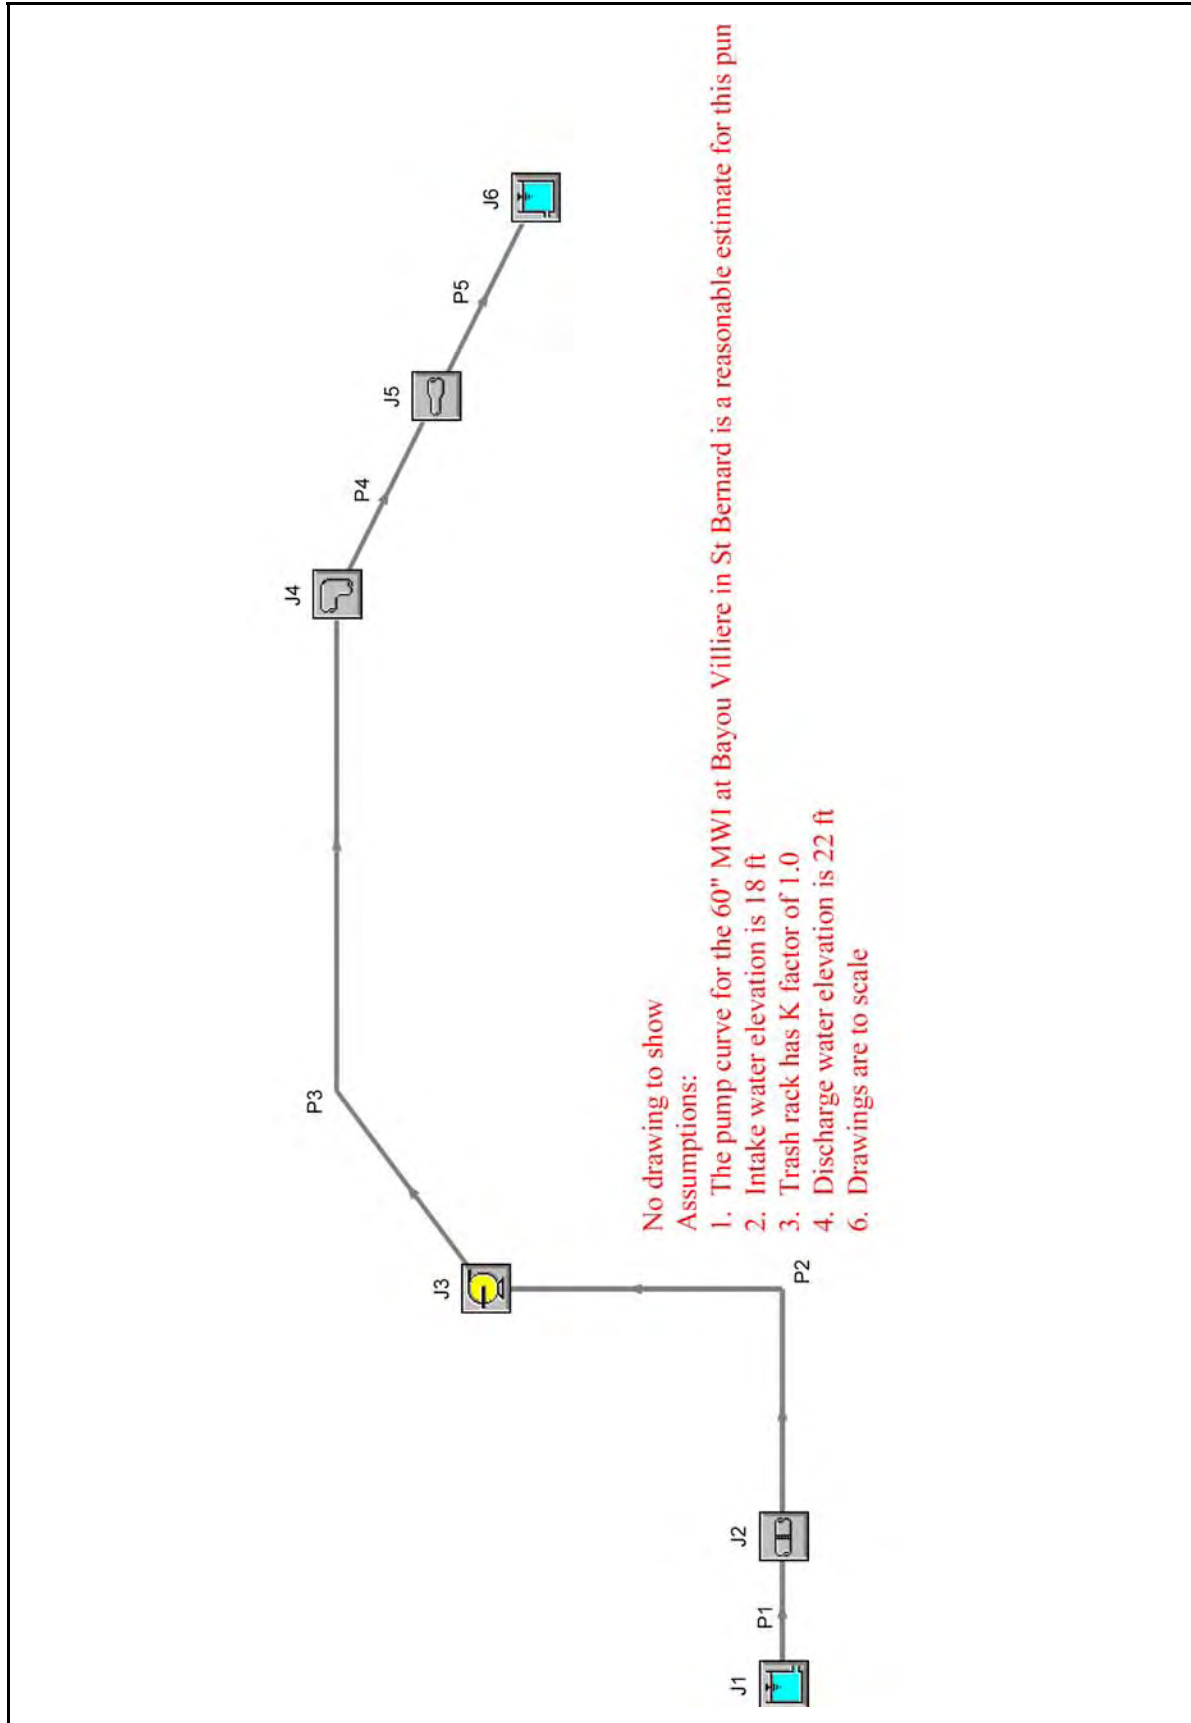 J1
P1
J2
P2
J3
P3
J4
P4
J5
P5
J6
No drawing to show
Assumptions:
1. The pump curve for the 60" MWI at Bayou Villiere in St Bernard is a reasonable estimate for this pun
2. Intake water elevation is 18 ft
3. Trash rack has K factor of 1.0
4. Discharge water elevation is 22 ft
6. Drawings are to scale